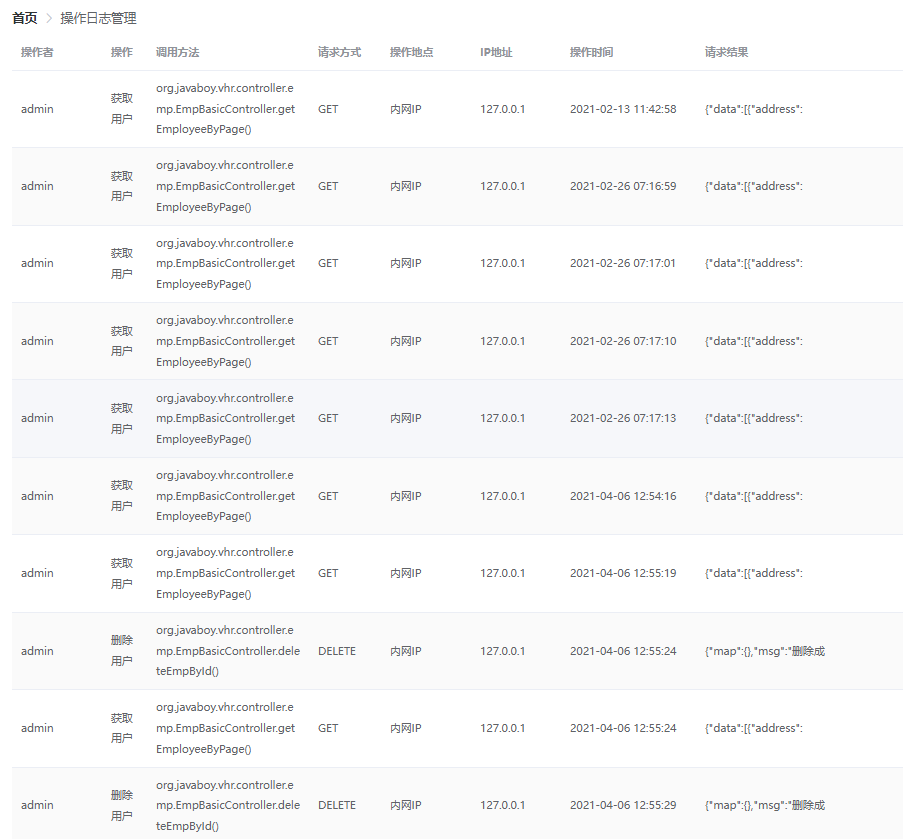 首页 > 操作日志管理
操作者 操作 调用方法 请求方式 操作地点 IP地址 操作时间 请求结果
admin 获取用户 org.javaboy.vhr.controller.emp.EmpBasicController.getEmployeeByPage() GET 内网IP 127.0.0.1 2021-02-13 11:42:58 {"data":[{"address":
admin 获取用户 org.javaboy.vhr.controller.emp.EmpBasicController.getEmployeeByPage() GET 内网IP 127.0.0.1 2021-02-26 07:16:59 {"data":[{"address":
admin 获取用户 org.javaboy.vhr.controller.emp.EmpBasicController.getEmployeeByPage() GET 内网IP 127.0.0.1 2021-02-26 07:17:01 {"data":[{"address":
admin 获取用户 org.javaboy.vhr.controller.emp.EmpBasicController.getEmployeeByPage() GET 内网IP 127.0.0.1 2021-02-26 07:17:10 {"data":[{"address":
admin 获取用户 org.javaboy.vhr.controller.emp.EmpBasicController.getEmployeeByPage() GET 内网IP 127.0.0.1 2021-02-26 07:17:13 {"data":[{"address":
admin 获取用户 org.javaboy.vhr.controller.emp.EmpBasicController.getEmployeeByPage() GET 内网IP 127.0.0.1 2021-04-06 12:54:16 {"data":[{"address":
admin 获取用户 org.javaboy.vhr.controller.emp.EmpBasicController.getEmployeeByPage() GET 内网IP 127.0.0.1 2021-04-06 12:55:19 {"data":[{"address":
admin 删除用户 org.javaboy.vhr.controller.emp.EmpBasicController.deleteEmpById() DELETE 内网IP 127.0.0.1 2021-04-06 12:55:24 {"map":{},"msg":"删除成
admin 获取用户 org.javaboy.vhr.controller.emp.EmpBasicController.getEmployeeByPage() GET 内网IP 127.0.0.1 2021-04-06 12:55:24 {"data":[{"address":
admin 删除用户 org.javaboy.vhr.controller.emp.EmpBasicController.deleteEmpById() DELETE 内网IP 127.0.0.1 2021-04-06 12:55:29 {"map":{},"msg":"删除成